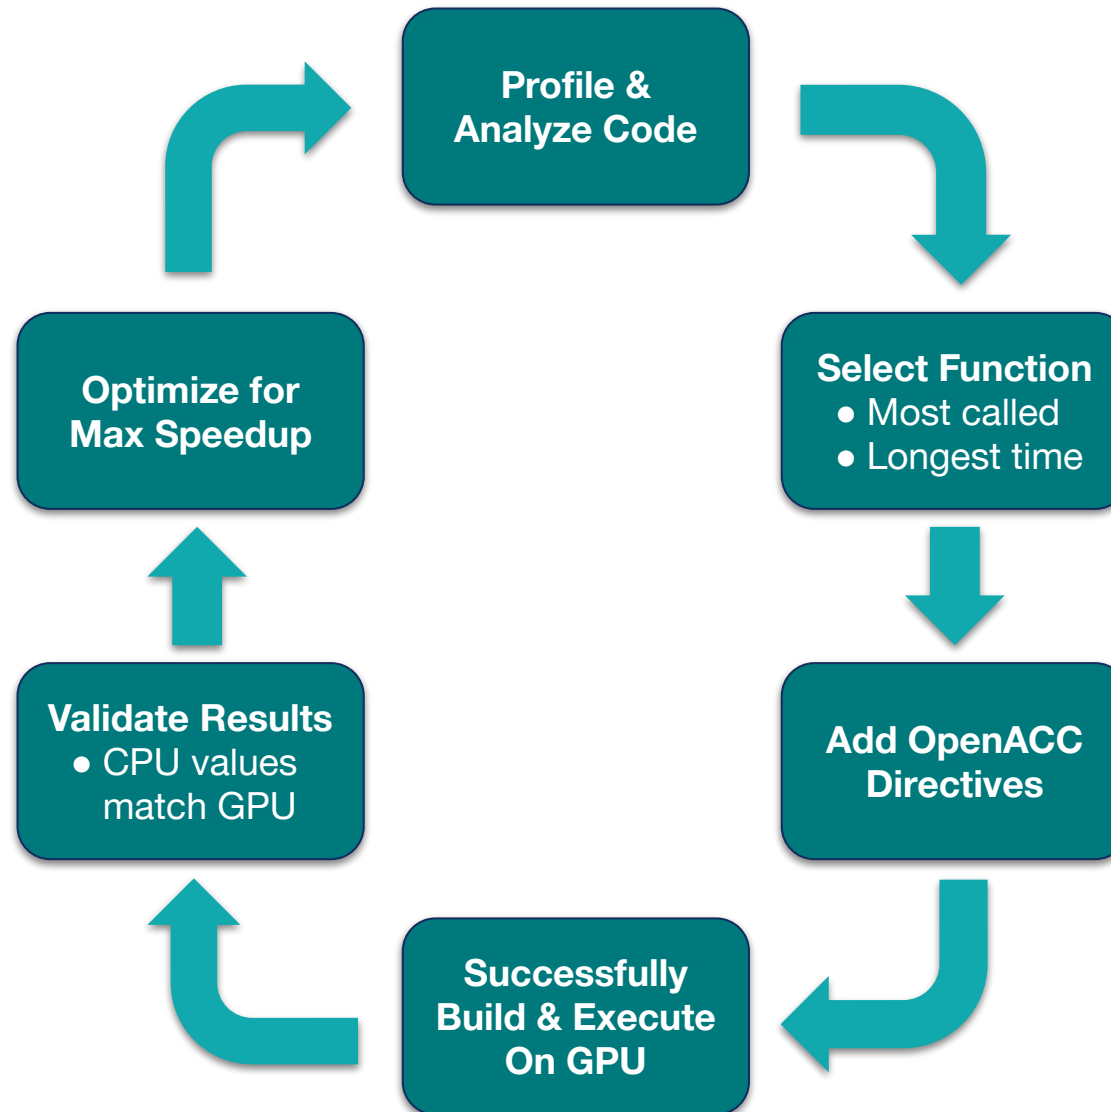 Profile &
Analyze Code
Select Function
● Most called
● Longest time
Add OpenACC
Directives
Successfully
Build & Execute
On GPU
Validate Results
● CPU values
match GPU
Optimize for
Max Speedup